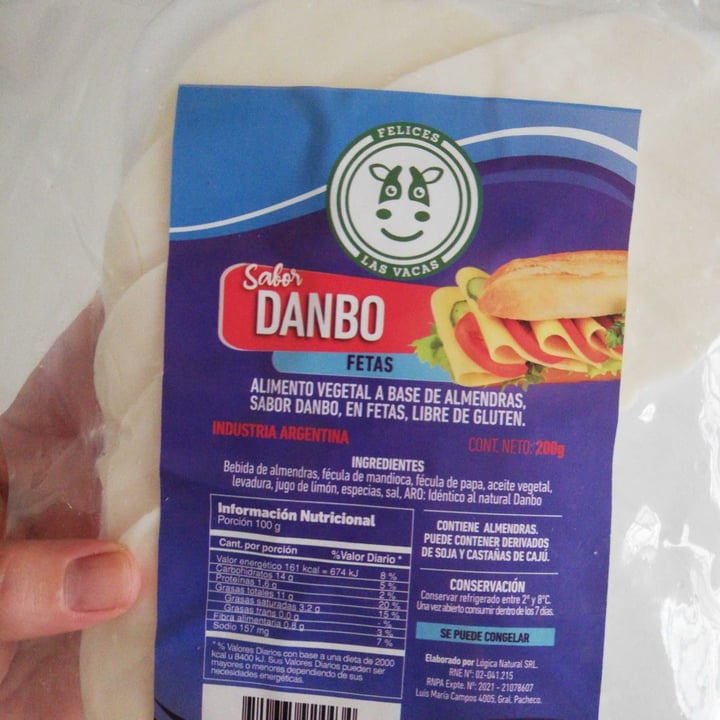 FELICES
LAS VACAS
Sabor
DANBO
FETAS
ALIMENTO VEGETAL A BASE DE ALMENDRAS,
SABOR DANBO, EN FETAS, LIBRE DE GLUTEN.
INDUSTRIA ARGENTINA
CONT. NETO: 200g
INGREDIENTES
Bebida de almendras, fécula de mandioca, fécula de papa, aceite vegetal,
levadura, jugo de limón, especias, sal, ARO: Idéntico al natural Danbo
Información Nutricional
Porción 100 g
Cant. por porción %Valor Diario *
Valor energético 161 kcal = 674 kJ 8 %
Carbohidratos 14 g 5 %
Proteínas 1,6 g 2 %
Grasas totales 11 g 20 %
Grasas saturadas 3,2 g 15 %
Grasas trans 0,0 g - %
Fibra alimentaria 0,8 g 3 %
Sodio 157 mg 7 %
* % Valores Diarios con base a una dieta de 2000
kcal u 8400 kJ. Sus Valores Diarios pueden ser
mayores o menores dependiendo de sus
necesidades energéticas.
CONTIENE ALMENDRAS.
PUEDE CONTENER DERIVADOS
DE SOJA Y CASTAÑAS DE CAJÚ.
CONSERVACIÓN
Conservar refrigerado entre 2° y 8°C.
Una vez abierto consumir dentro de los 7 días.
SE PUEDE CONGELAR
Elaborado por Lógica Natural SRL.
RNE N°: 02-041.215
RNPA Expte. N°: 2021 - 21078607
Luis María Campos 4005, Gral. Pacheco.